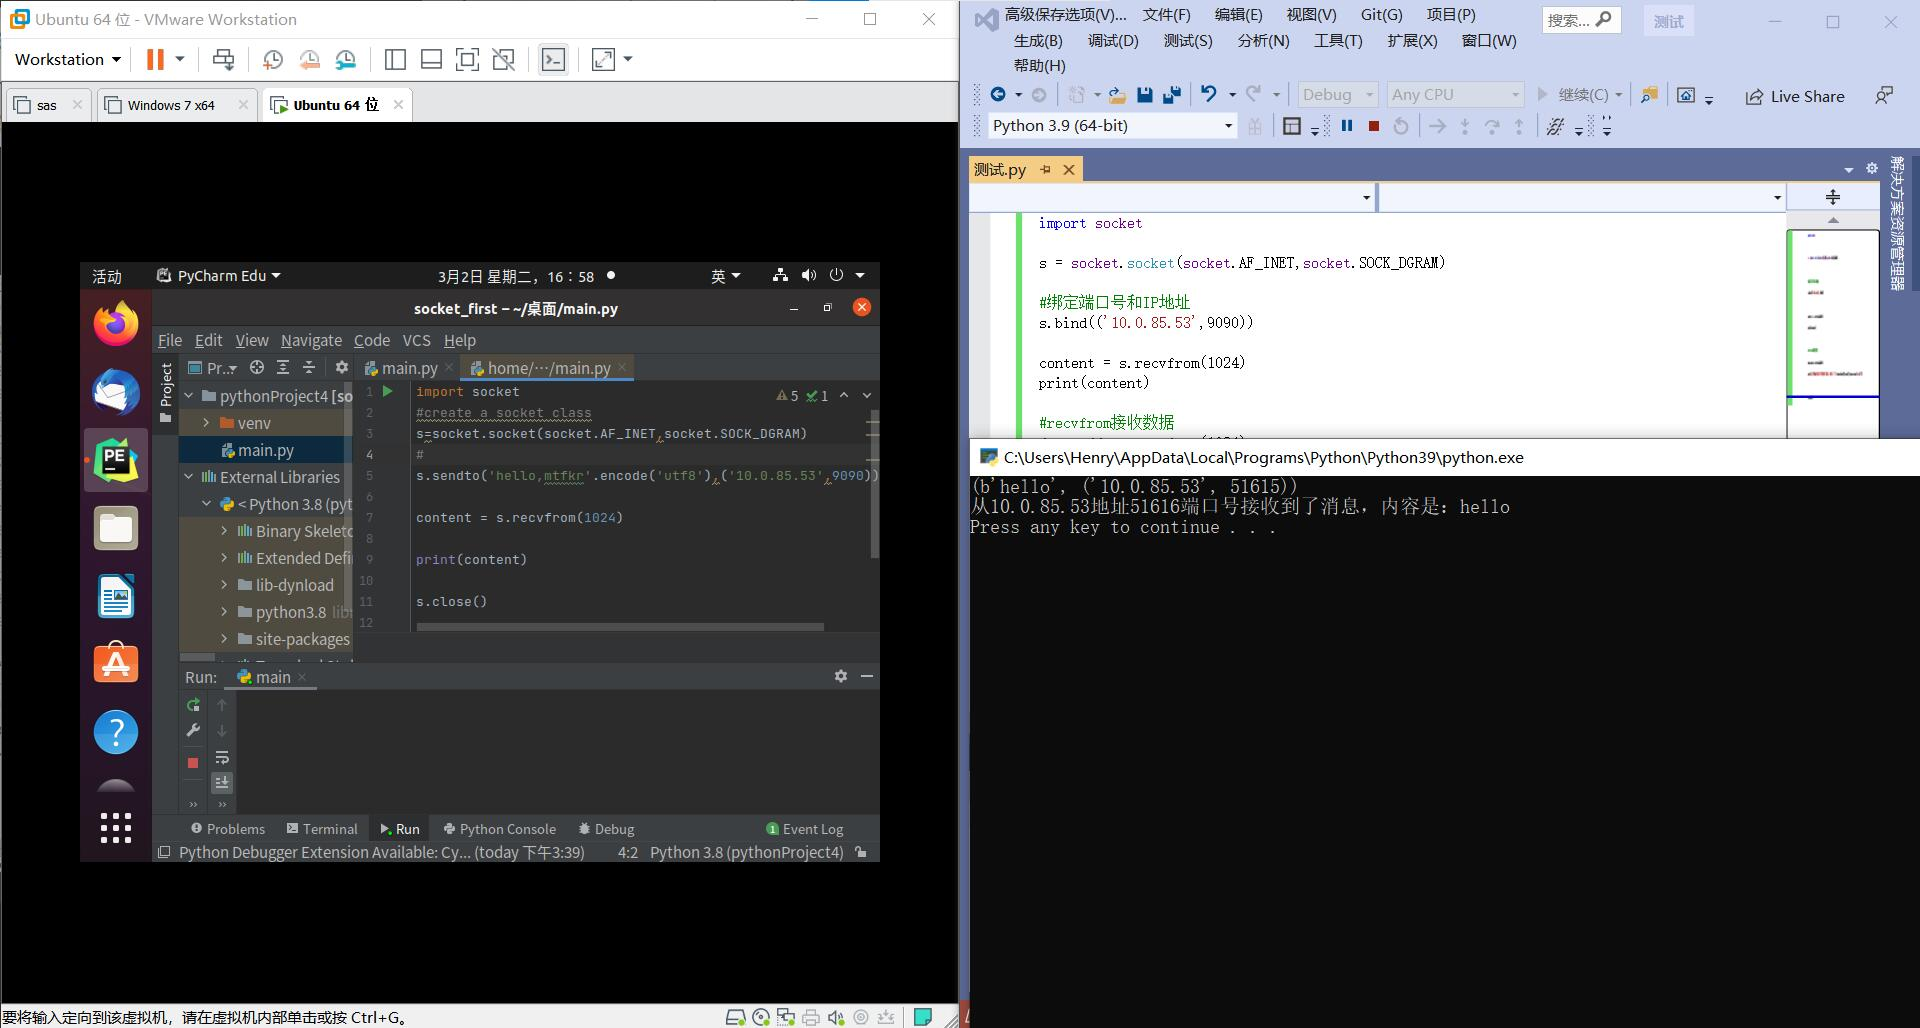 Ubuntu 64 位 - VMware Workstation
Workstation
sas
Windows 7 x64
Ubuntu 64 位
活动
PyCharm Edu
3月2日 星期二，16：58
英
socket_first – ~/桌面/main.py
File Edit View Navigate Code VCS Help
Project
Pr...
main.py
home/…/main.py
pythonProject4 [so
venv
main.py
External Libraries
< Python 3.8 (pyt
Binary Skeleto
Extended Defi
lib-dynload
python3.8 lib
site-packages
5 1
1 import socket
2 #create a socket class
3 s=socket.socket(socket.AF_INET,socket.SOCK_DGRAM)
4 #
5 s.sendto('hello,mtfkr'.encode('utf8'),('10.0.85.53',9090))
6
7 content = s.recvfrom(1024)
8
9 print(content)
10
11 s.close()
12
Run: main
Problems Terminal Run Python Console Debug 1 Event Log
Python Debugger Extension Available: Cy... (today 下午3:39) 4:2 Python 3.8 (pythonProject4)
要将输入定向到该虚拟机，请在虚拟机内部单击或按 Ctrl+G。
高级保存选项(V)... 文件(F) 编辑(E) 视图(V) Git(G) 项目(P)
搜索...
测试
生成(B) 调试(D) 测试(S) 分析(N) 工具(T) 扩展(X) 窗口(W)
帮助(H)
Debug Any CPU 继续(C) Live Share
Python 3.9 (64-bit)
测试.py
解决方案资源管理器
import socket
s = socket.socket(socket.AF_INET,socket.SOCK_DGRAM)
#绑定端口号和IP地址
s.bind(('10.0.85.53',9090))
content = s.recvfrom(1024)
print(content)
#recvfrom接收数据
C:\Users\Henry\AppData\Local\Programs\Python\Python39\python.exe
(b'hello', ('10.0.85.53', 51615))
从10.0.85.53地址51616端口号接收到了消息，内容是：hello
Press any key to continue . . .